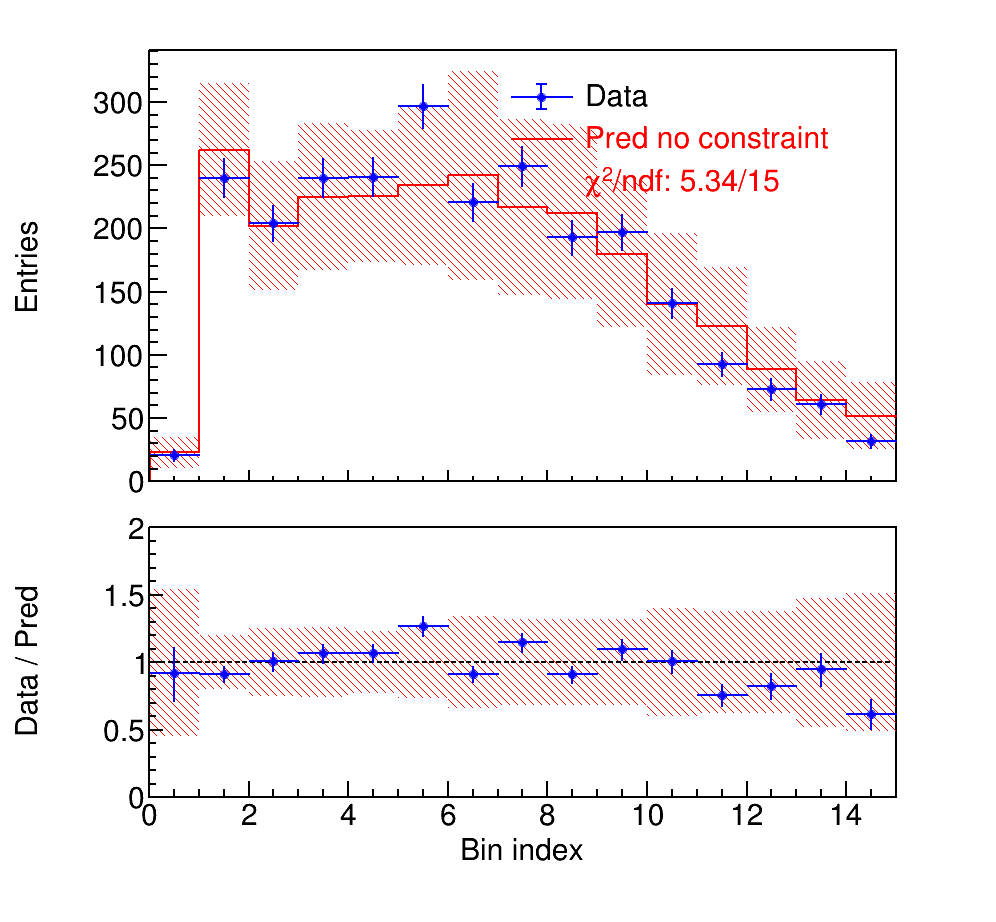 300
250
200
150
100
50
0
Entries
Data
Pred no constraint
χ²/ndf: 5.34/15
2
1.5
1
0.5
0
Data / Pred
0 2 4 6 8 10 12 14
Bin index